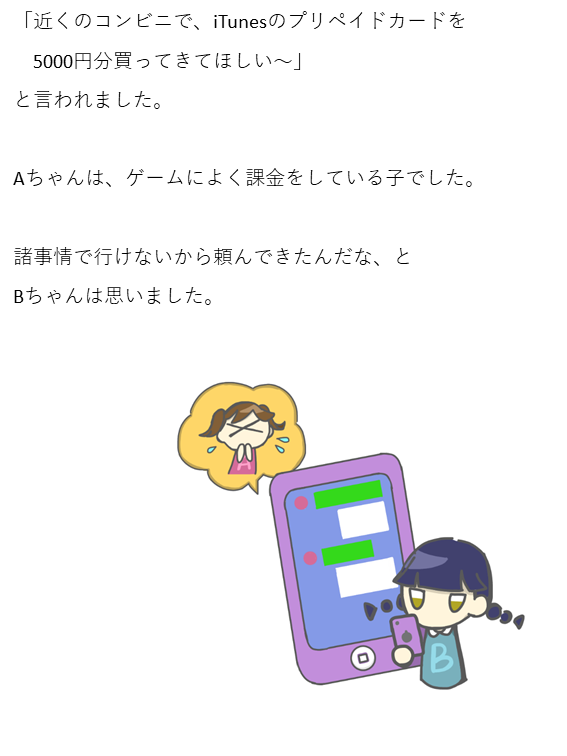 「近くのコンビニで、iTunesのプリペイドカードを
5000円分買ってきてほしい～」
と言われました。
Aちゃんは、ゲームによく課金をしている子でした。
諸事情で行けないから頼んできたんだな、と
Bちゃんは思いました。
A
B